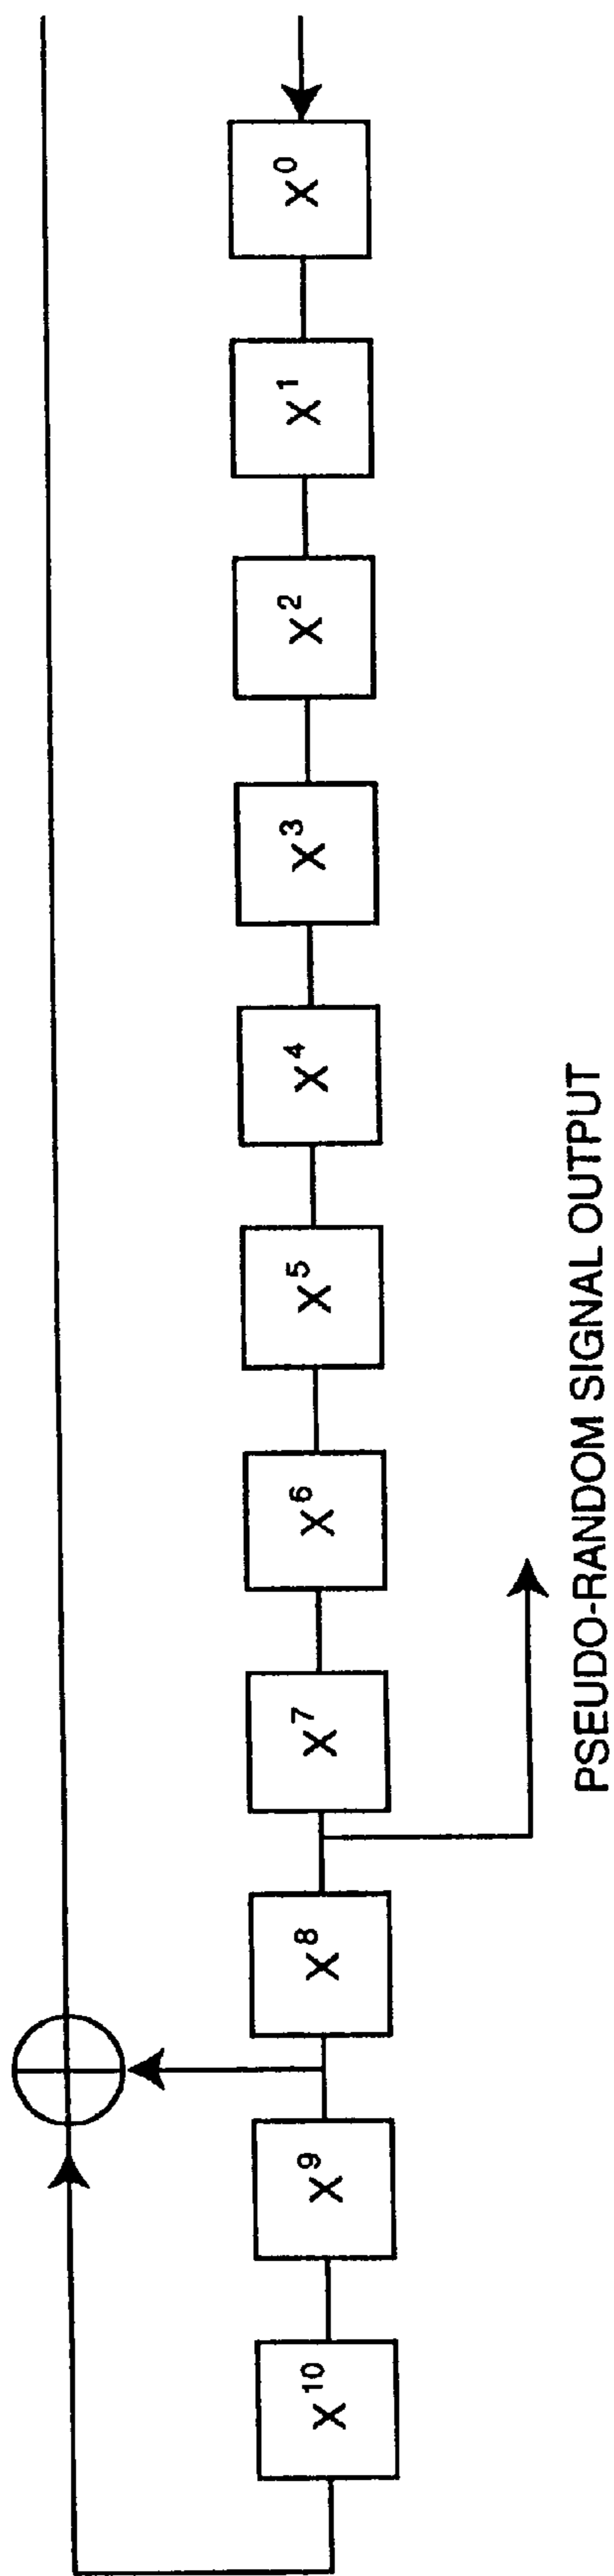 X¹⁰ X⁹ X⁸ X⁷ X⁶ X⁵ X⁴ X³ X² X¹ X⁰
PSEUDO-RANDOM SIGNAL OUTPUT